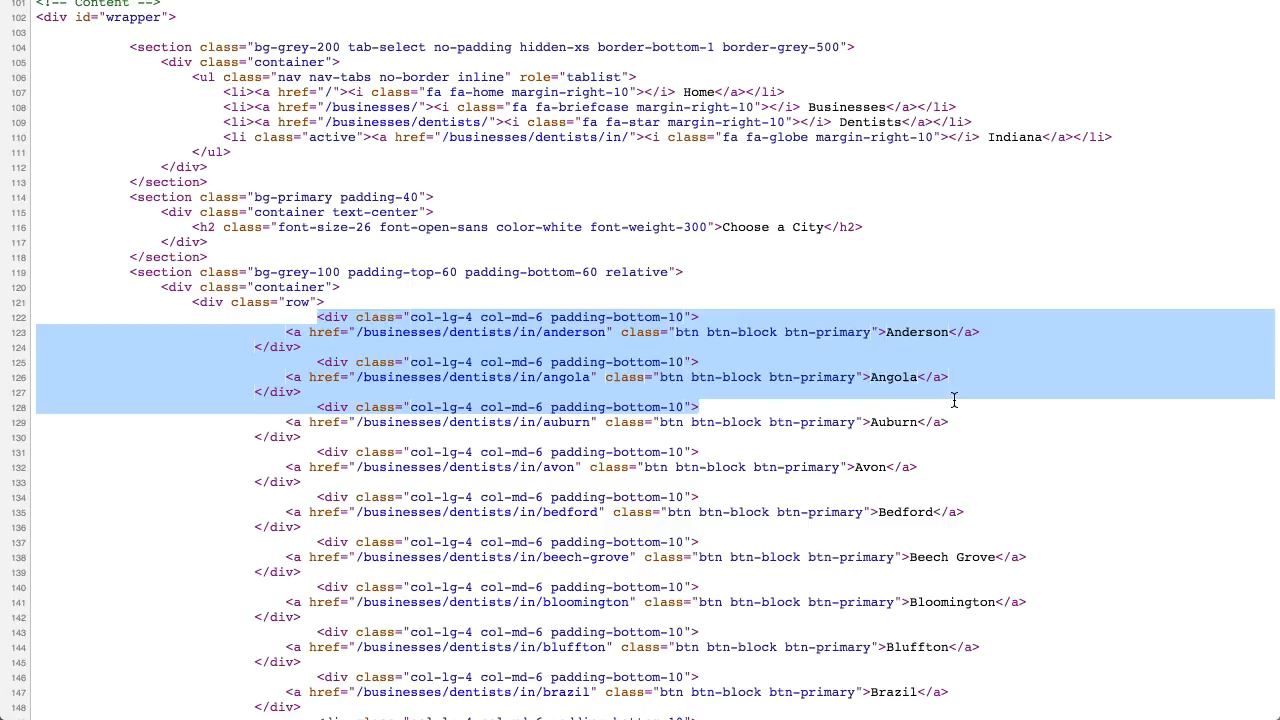 101 <!-- Content -->
102 <div id="wrapper">
103
104 <section class="bg-grey-200 tab-select no-padding hidden-xs border-bottom-1 border-grey-500">
105 <div class="container">
106 <ul class="nav nav-tabs no-border inline" role="tablist">
107 <li><a href="/"><i class="fa fa-home margin-right-10"></i> Home</a></li>
108 <li><a href="/businesses/"><i class="fa fa-briefcase margin-right-10"></i> Businesses</a></li>
109 <li><a href="/businesses/dentists/"><i class="fa fa-star margin-right-10"></i> Dentists</a></li>
110 <li class="active"><a href="/businesses/dentists/in/"><i class="fa fa-globe margin-right-10"></i> Indiana</a></li>
111 </ul>
112 </div>
113 </section>
114 <section class="bg-primary padding-40">
115 <div class="container text-center">
116 <h2 class="font-size-26 font-open-sans color-white font-weight-300">Choose a City</h2>
117 </div>
118 </section>
119 <section class="bg-grey-100 padding-top-60 padding-bottom-60 relative">
120 <div class="container">
121 <div class="row">
122 <div class="col-lg-4 col-md-6 padding-bottom-10">
123 <a href="/businesses/dentists/in/anderson" class="btn btn-block btn-primary">Anderson</a>
124 </div>
125 <div class="col-lg-4 col-md-6 padding-bottom-10">
126 <a href="/businesses/dentists/in/angola" class="btn btn-block btn-primary">Angola</a>
127 </div>
128 <div class="col-lg-4 col-md-6 padding-bottom-10">
129 <a href="/businesses/dentists/in/auburn" class="btn btn-block btn-primary">Auburn</a>
130 </div>
131 <div class="col-lg-4 col-md-6 padding-bottom-10">
132 <a href="/businesses/dentists/in/avon" class="btn btn-block btn-primary">Avon</a>
133 </div>
134 <div class="col-lg-4 col-md-6 padding-bottom-10">
135 <a href="/businesses/dentists/in/bedford" class="btn btn-block btn-primary">Bedford</a>
136 </div>
137 <div class="col-lg-4 col-md-6 padding-bottom-10">
138 <a href="/businesses/dentists/in/beech-grove" class="btn btn-block btn-primary">Beech Grove</a>
139 </div>
140 <div class="col-lg-4 col-md-6 padding-bottom-10">
141 <a href="/businesses/dentists/in/bloomington" class="btn btn-block btn-primary">Bloomington</a>
142 </div>
143 <div class="col-lg-4 col-md-6 padding-bottom-10">
144 <a href="/businesses/dentists/in/bluffton" class="btn btn-block btn-primary">Bluffton</a>
145 </div>
146 <div class="col-lg-4 col-md-6 padding-bottom-10">
147 <a href="/businesses/dentists/in/brazil" class="btn btn-block btn-primary">Brazil</a>
148 </div>